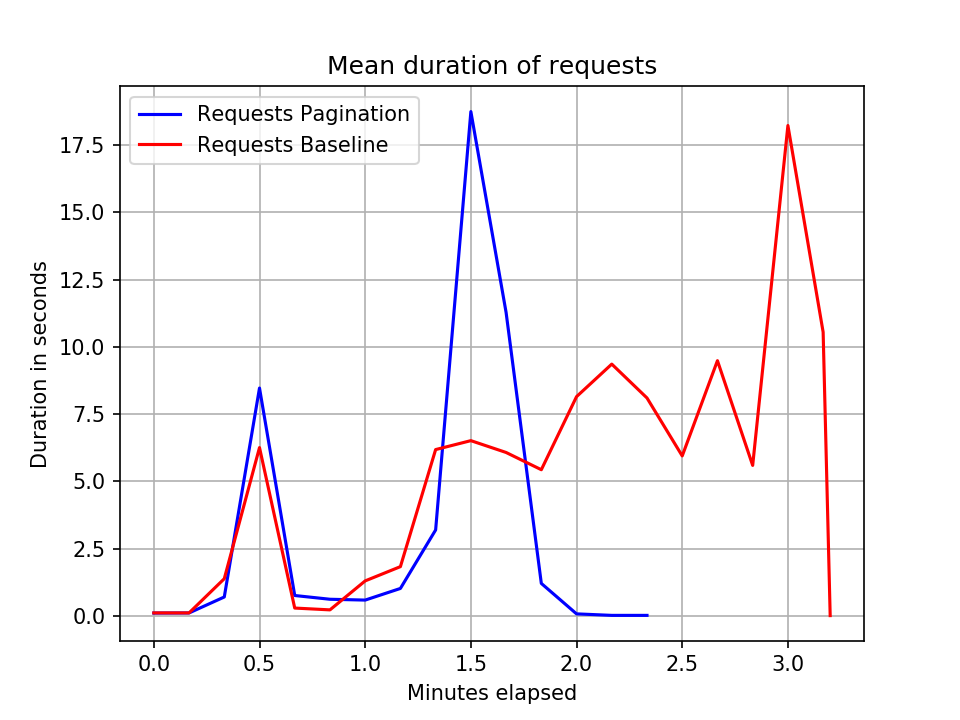 Mean duration of requests
Requests Pagination
Requests Baseline
17.5
15.0
12.5
10.0
7.5
5.0
2.5
0.0
Duration in seconds
0.0 0.5 1.0 1.5 2.0 2.5 3.0
Minutes elapsed